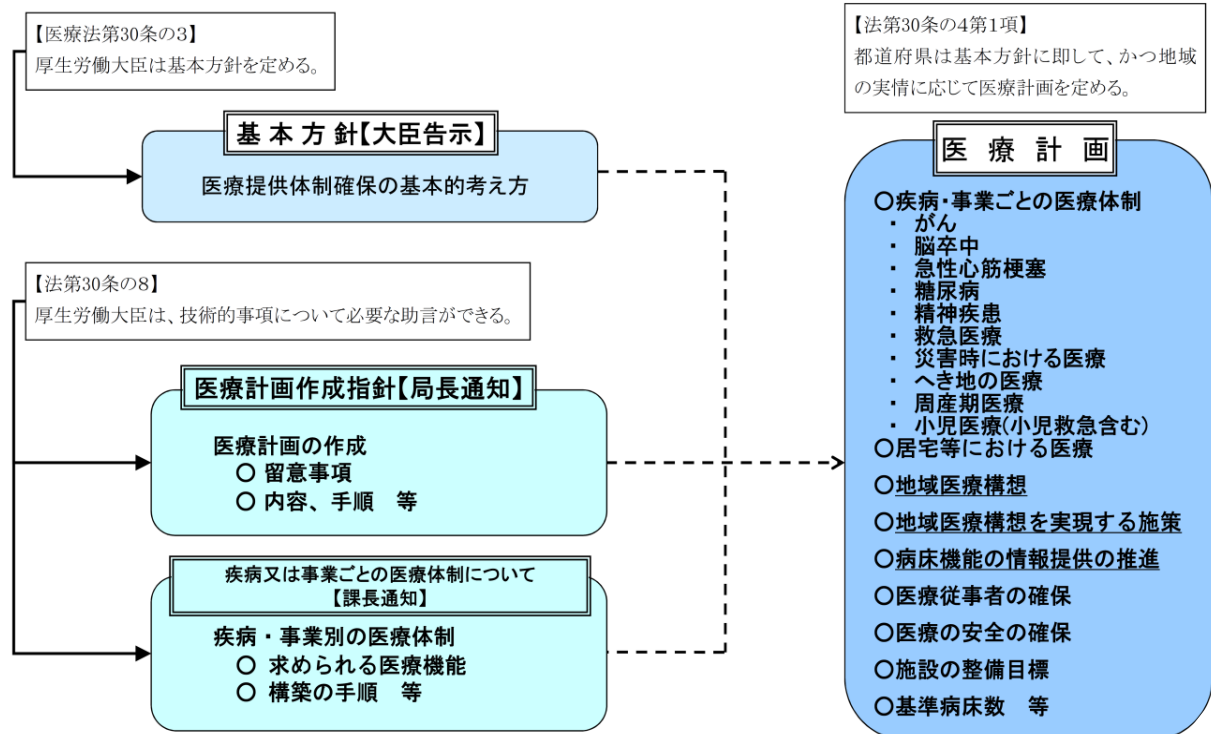 【医療法第30条の3】
厚生労働大臣は基本方針を定める。
基 本 方 針【大臣告示】
医療提供体制確保の基本的考え方
【法第30条の8】
厚生労働大臣は、技術的事項について必要な助言ができる。
医療計画作成指針【局長通知】
医療計画の作成
○ 留意事項
○ 内容、手順 等
疾病又は事業ごとの医療体制について
【課長通知】
疾病・事業別の医療体制
○ 求められる医療機能
○ 構築の手順 等
【法第30条の4第1項】
都道府県は基本方針に即して、かつ地域
の実情に応じて医療計画を定める。
医 療 計 画
○疾病・事業ごとの医療体制
・ がん
・ 脳卒中
・ 急性心筋梗塞
・ 糖尿病
・ 精神疾患
・ 救急医療
・ 災害時における医療
・ へき地の医療
・ 周産期医療
・ 小児医療(小児救急含む)
○居宅等における医療
○地域医療構想
○地域医療構想を実現する施策
○病床機能の情報提供の推進
○医療従事者の確保
○医療の安全の確保
○施設の整備目標
○基準病床数 等